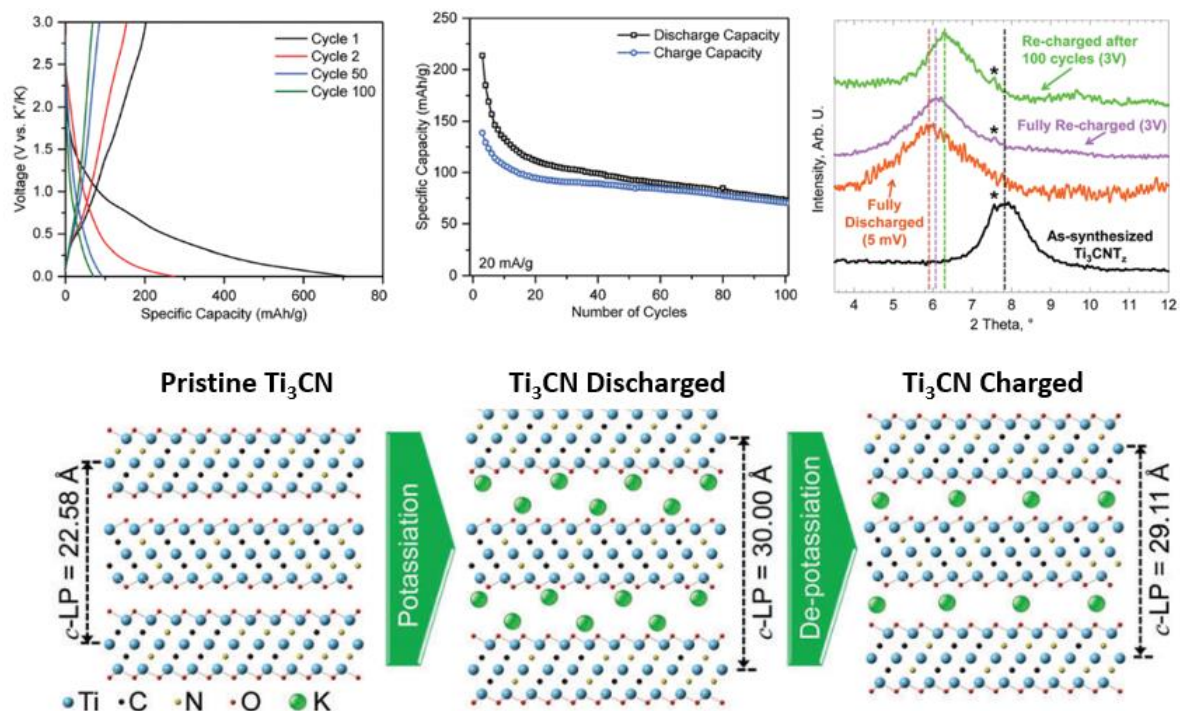 3.0
2.5
2.0
1.5
1.0
0.5
0.0
Voltage (V vs. K⁺/K)
Cycle 1
Cycle 2
Cycle 50
Cycle 100
0 200 400 600 80
Specific Capacity (mAh/g)
250
200
150
100
50
0
Specific Capacity (mAh/g)
Discharge Capacity
Charge Capacity
20 mA/g
0 20 40 60 80 100
Number of Cycles
Intensity, Arb. U.
Re-charged after
100 cycles (3V)
*
Fully Re-charged (3V)
*
Fully
Discharged
(5 mV)
*
As-synthesized
Ti₃CNT𝓏
4 5 6 7 8 9 10 11 12
2 Theta, °
Pristine Ti₃CN
Ti₃CN Discharged
Ti₃CN Charged
c-LP = 22.58 Å
Potassiation
c-LP = 30.00 Å
De-potassiation
c-LP = 29.11 Å
Ti C N O K